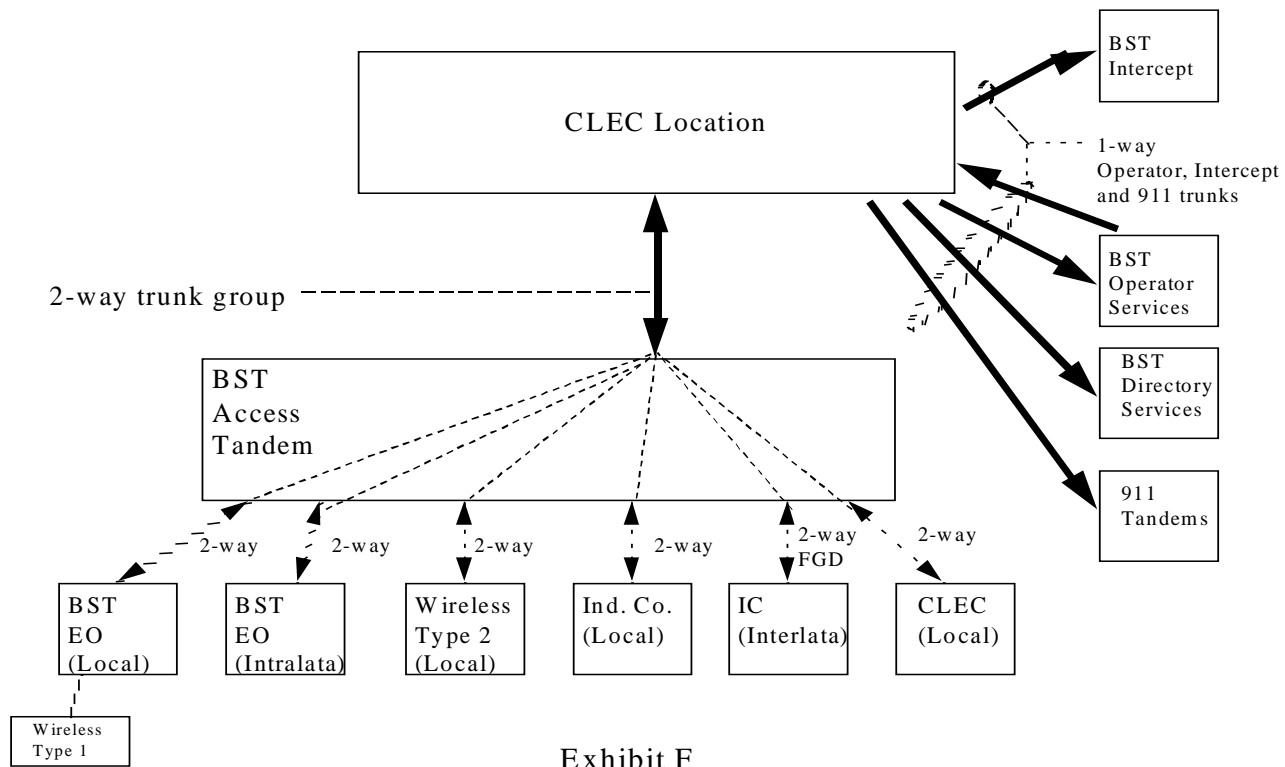 BST
Intercept
CLEC Location
1-way
Operator, Intercept
and 911 trunks
BST
Operator
Services
2-way trunk group
BST
Directory
Services
BST
Access
Tandem
911
Tandems
2-way
2-way
2-way
2-way
2-way
FGD
2-way
BST
EO
(Local)
BST
EO
(Intralata)
Wireless
Type 2
(Local)
Ind. Co.
(Local)
IC
(Interlata)
CLEC
(Local)
Wireless
Type 1